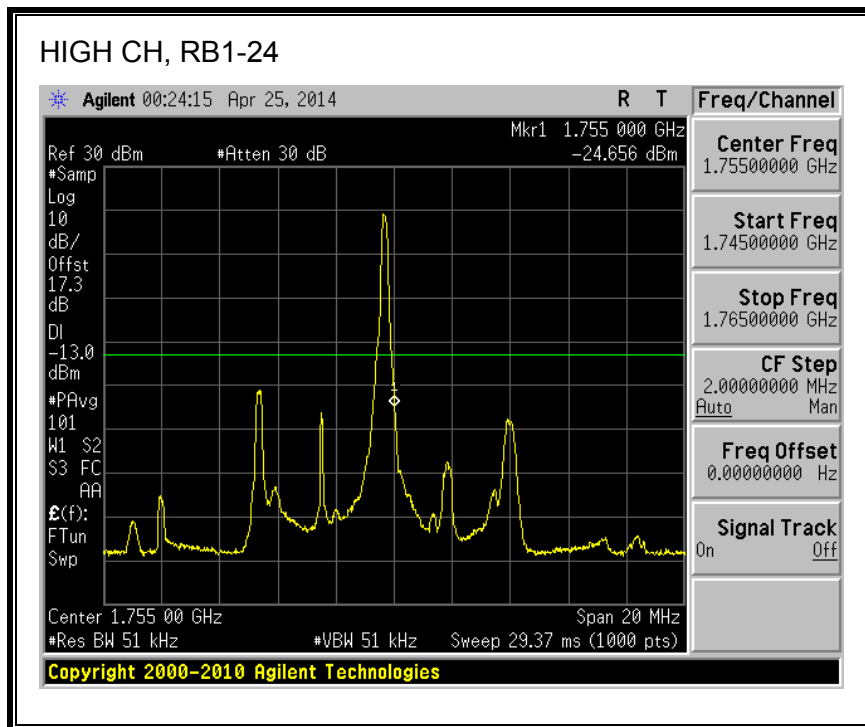 HIGH CH, RB1-24
Agilent 00:24:15 Apr 25, 2014 R T
Freq/Channel
Mkr1 1.755 000 GHz
Ref 30 dBm #Atten 30 dB -24.656 dBm
#Samp
Log
10
dB/
Offst
17.3
dB
DI
-13.0
dBm
#PAvg
101
W1 S2
S3 FC
AA
£(f):
FTun
Swp
Center 1.755 00 GHz Span 20 MHz
#Res BW 51 kHz #VBW 51 kHz Sweep 29.37 ms (1000 pts)
Center Freq
1.75500000 GHz
Start Freq
1.74500000 GHz
Stop Freq
1.76500000 GHz
CF Step
2.00000000 MHz
Auto Man
Freq Offset
0.00000000 Hz
Signal Track
On Off
Copyright 2000-2010 Agilent Technologies